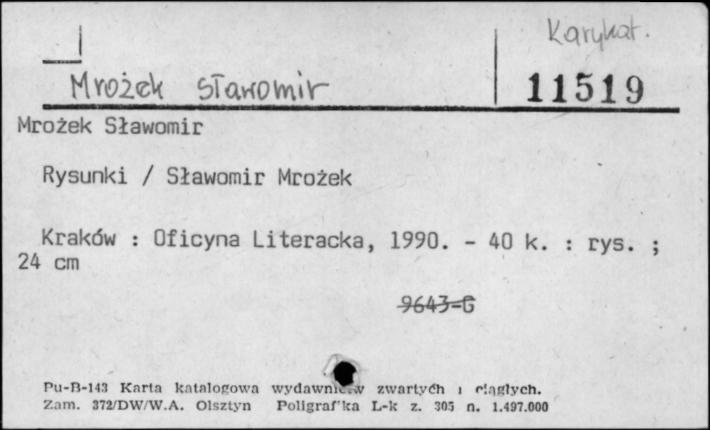 Karykat.
Mrożek Sławomir 11519
Mrożek Sławomir
Rysunki / Sławomir Mrożek
Kraków : Oficyna Literacka, 1990. - 40 k. : rys. ;
24 cm
9643-G
Pu-B-143 Karta katalogowa wydawnictw zwartych i ciągłych.
Zam. 372/DW/W.A. Olsztyn Poligrafka L-k z. 305 n. 1.497.000